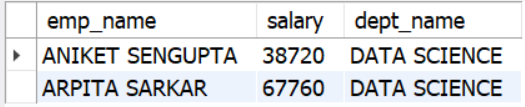 emp_name salary dept_name
ANIKET SENGUPTA 38720 DATA SCIENCE
ARPITA SARKAR 67760 DATA SCIENCE